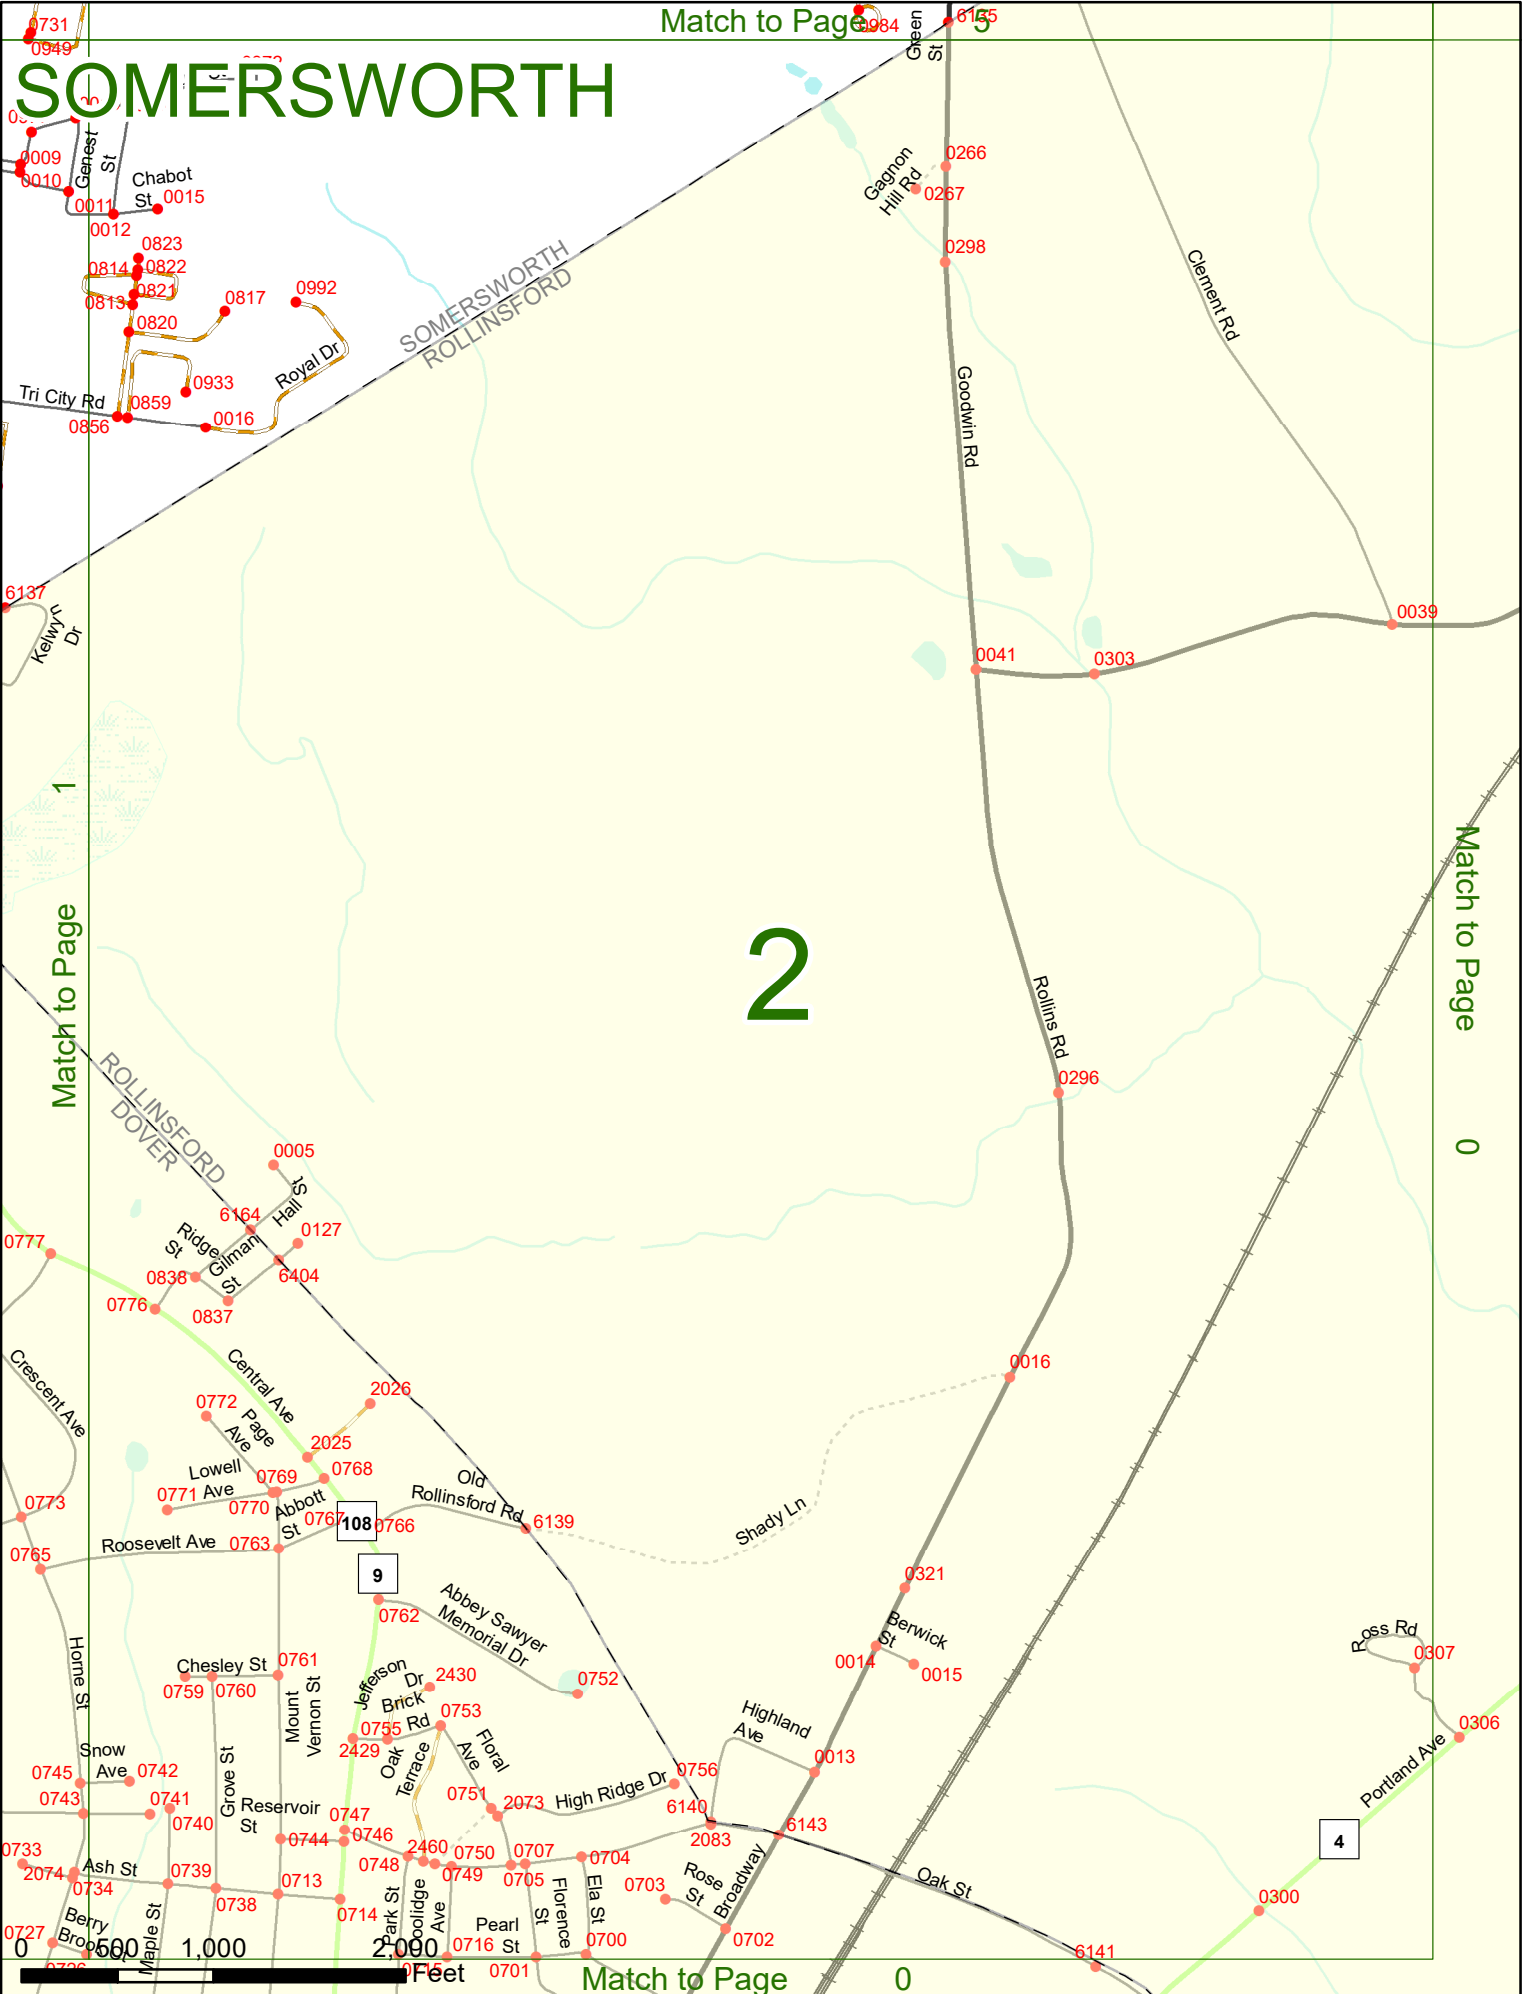 Match to Page 5
SOMERSWORTH
0731
0949
0984
6135
Green
St
0009
0010
Genest
St
Chabot
St
0015
0011
0012
0823
0822
0814
0821
0813
0817
0992
0820
Royal Dr
0933
Tri City Rd
0859
0856
0016
SOMERSWORTH
ROLLINSFORD
Gagnon
Hill Rd
0266
0267
0298
Clement Rd
Goodwin Rd
6137
Kelwyn
Dr
0041
0303
0039
Match to Page 1
2
Match to Page 0
Rollins Rd
0296
ROLLINSFORD
DOVER
0005
Hall
St
6164
0127
Ridge
St
Gilman
St
0838
6404
0837
0777
0776
Crescent Ave
Central Ave
0016
2026
0772
Page
Ave
2025
Lowell
Ave
0769
0768
0771
0770
Abbott
St
0767
108
0766
Old
Rollinsford Rd
6139
Shady Ln
0773
Roosevelt Ave
0763
0765
9
0762
Abbey Sawyer
Memorial Dr
0321
Berwick
St
0014
0015
Ross Rd
0307
Horne St
Chesley St
0761
0759
0760
Mount
Vernon St
Jefferson
Dr
2430
0752
Brick
Rd
0753
0755
2429
Oak
Terrace
Floral
Ave
Highland
Ave
0013
0306
Portland Ave
Snow
Ave
0745
0742
0743
0741
0740
Grove St
Reservoir
St
0744
0747
0746
0751
2073
High Ridge Dr
0756
6140
2083
6143
4
0733
2074
Ash St
0734
0739
0738
0713
0714
0748
2460
0750
0749
0707
0705
0704
Rose
St
0703
Broadway
Oak St
0300
Park St
Coolidge
Ave
Florence
St
Ela St
Maple St
Berry
0727
Pearl
St
0716
0701
0700
0702
6141
0 500 1,000 2,000
Feet
Match to Page 0